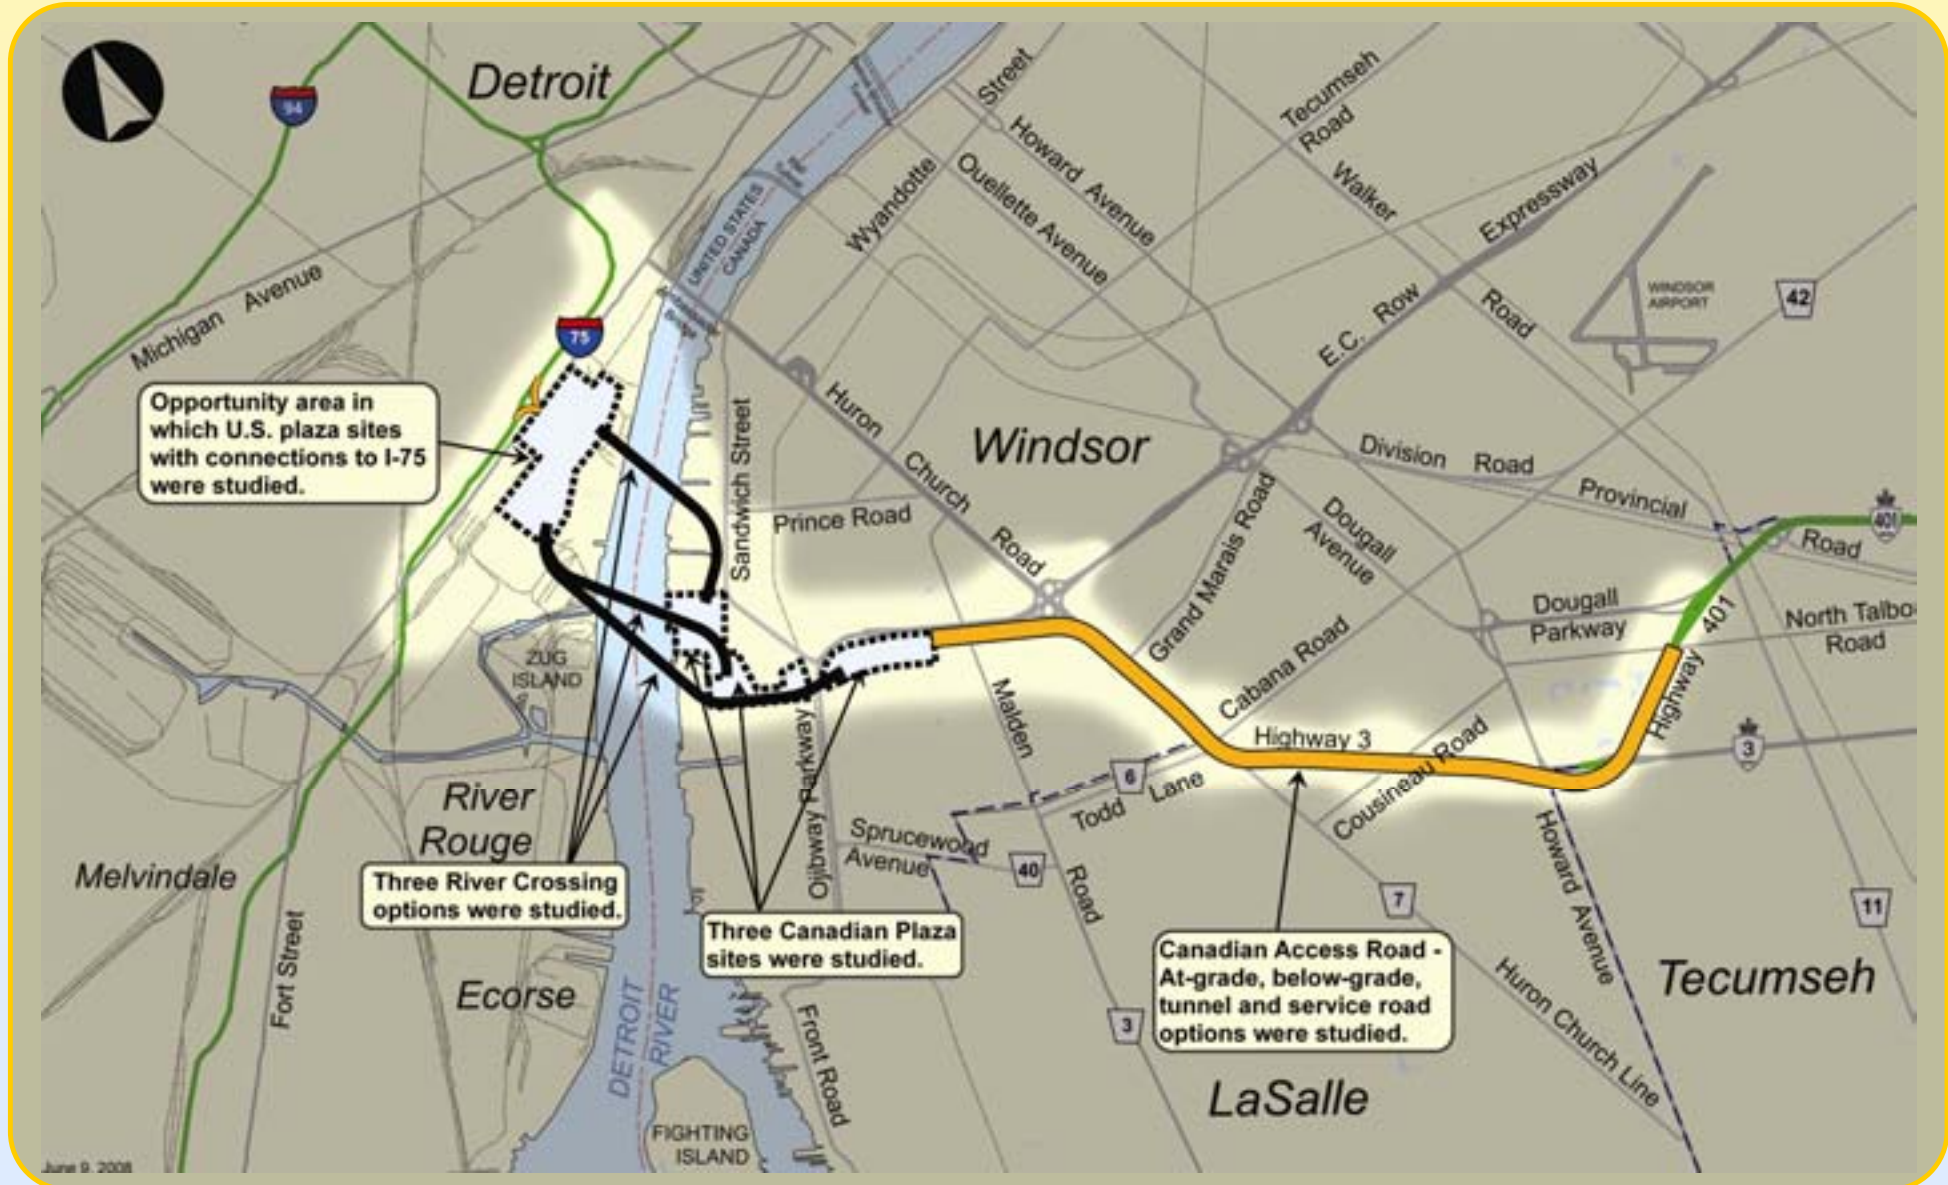 Detroit
94
Michigan Avenue
75
Opportunity area in
which U.S. plaza sites
with connections to I-75
were studied.
UNITED STATES
CANADA
Wyandotte
Street
Howard Avenue
Ouellette Avenue
Tecumseh
Road
Walker
Road
E.C. Row Expressway
WINDSOR
AIRPORT
42
Huron Church Road
Windsor
Sandwich Street
Prince Road
Grand Marais Road
Dougall
Avenue
Division Road
Provincial
Road
401
Dougall
Parkway
North Talbo
Road
Highway 401
3
Cabana Road
Highway 3
Cousineau Road
ZUG
ISLAND
Malden
Road
6
Todd Lane
Ojibway Parkway
Sprucewood
Avenue
40
River
Rouge
Melvindale
Three River Crossing
options were studied.
Three Canadian Plaza
sites were studied.
Canadian Access Road -
At-grade, below-grade,
tunnel and service road
options were studied.
7
Howard Avenue
11
Tecumseh
Huron Church Line
Fort Street
Ecorse
DETROIT
RIVER
Front Road
3
LaSalle
FIGHTING
ISLAND
June 9, 2008